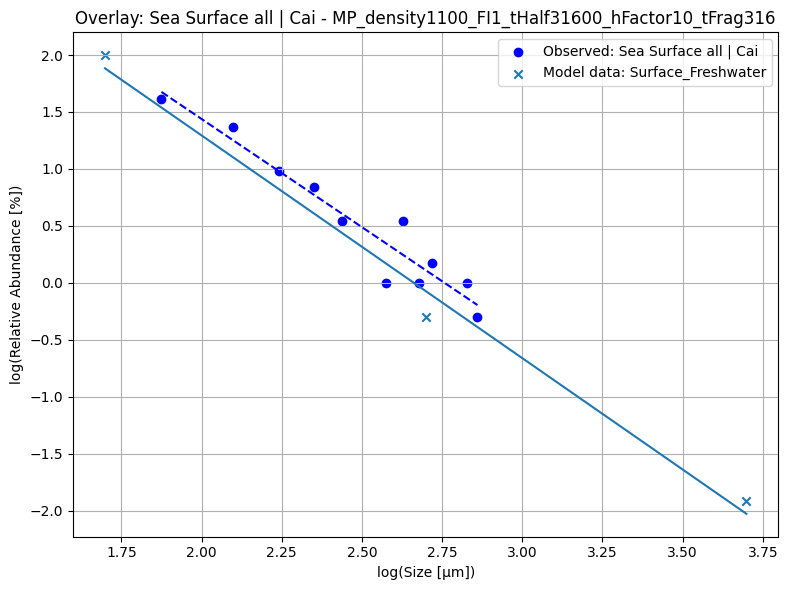 Overlay: Sea Surface all | Cai - MP_density1100_FI1_tHalf31600_hFactor10_tFrag316
Observed: Sea Surface all | Cai
Model data: Surface_Freshwater
log(Relative Abundance [%])
2.0
1.5
1.0
0.5
0.0
−0.5
−1.0
−1.5
−2.0
1.75 2.00 2.25 2.50 2.75 3.00 3.25 3.50 3.75
log(Size [μm])